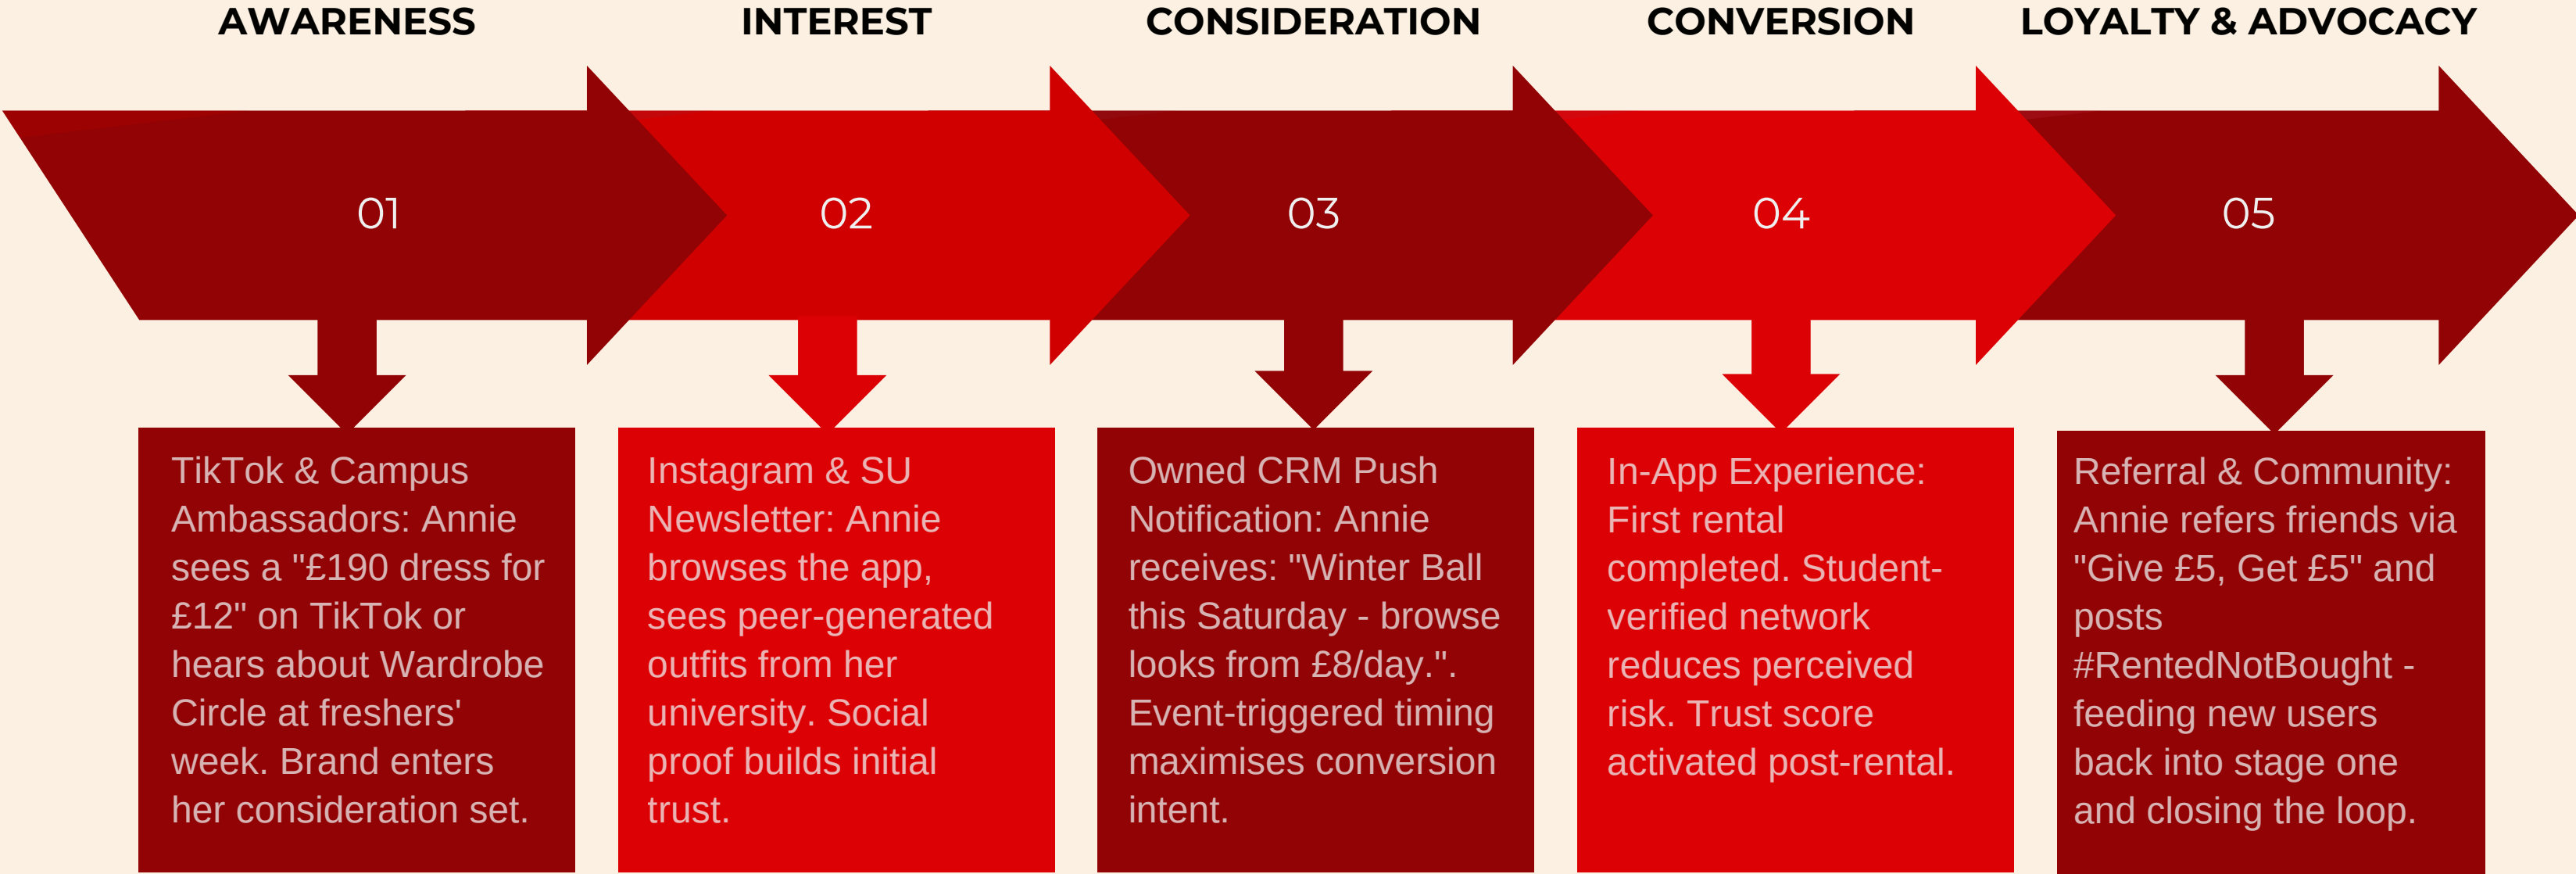 AWARENESS
INTEREST
CONSIDERATION
CONVERSION
LOYALTY & ADVOCACY
01
02
03
04
05
TikTok & Campus
Ambassadors: Annie
sees a "£190 dress for
£12" on TikTok or
hears about Wardrobe
Circle at freshers'
week. Brand enters
her consideration set.
Instagram & SU
Newsletter: Annie
browses the app,
sees peer-generated
outfits from her
university. Social
proof builds initial
trust.
Owned CRM Push
Notification: Annie
receives: "Winter Ball
this Saturday - browse
looks from £8/day.".
Event-triggered timing
maximises conversion
intent.
In-App Experience:
First rental
completed. Student-
verified network
reduces perceived
risk. Trust score
activated post-rental.
Referral & Community:
Annie refers friends via
"Give £5, Get £5" and
posts
#RentedNotBought -
feeding new users
back into stage one
and closing the loop.